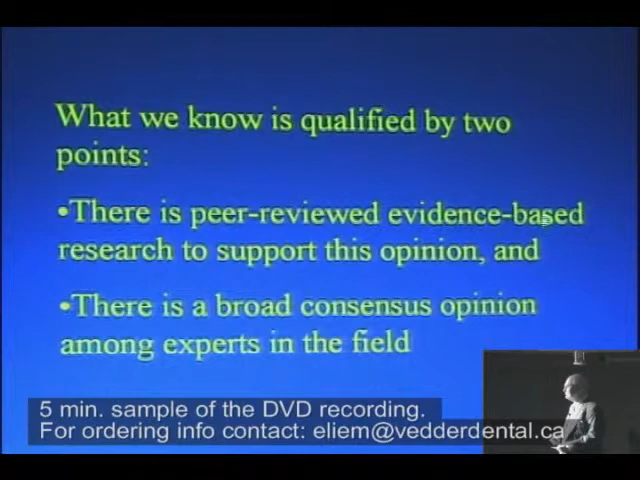 What we know is qualified by two
points:
•There is peer-reviewed evidence-based
research to support this opinion, and
•There is a broad consensus opinion
among experts in the field
5 min. sample of the DVD recording.
For ordering info contact: eliem@vedderdental.ca